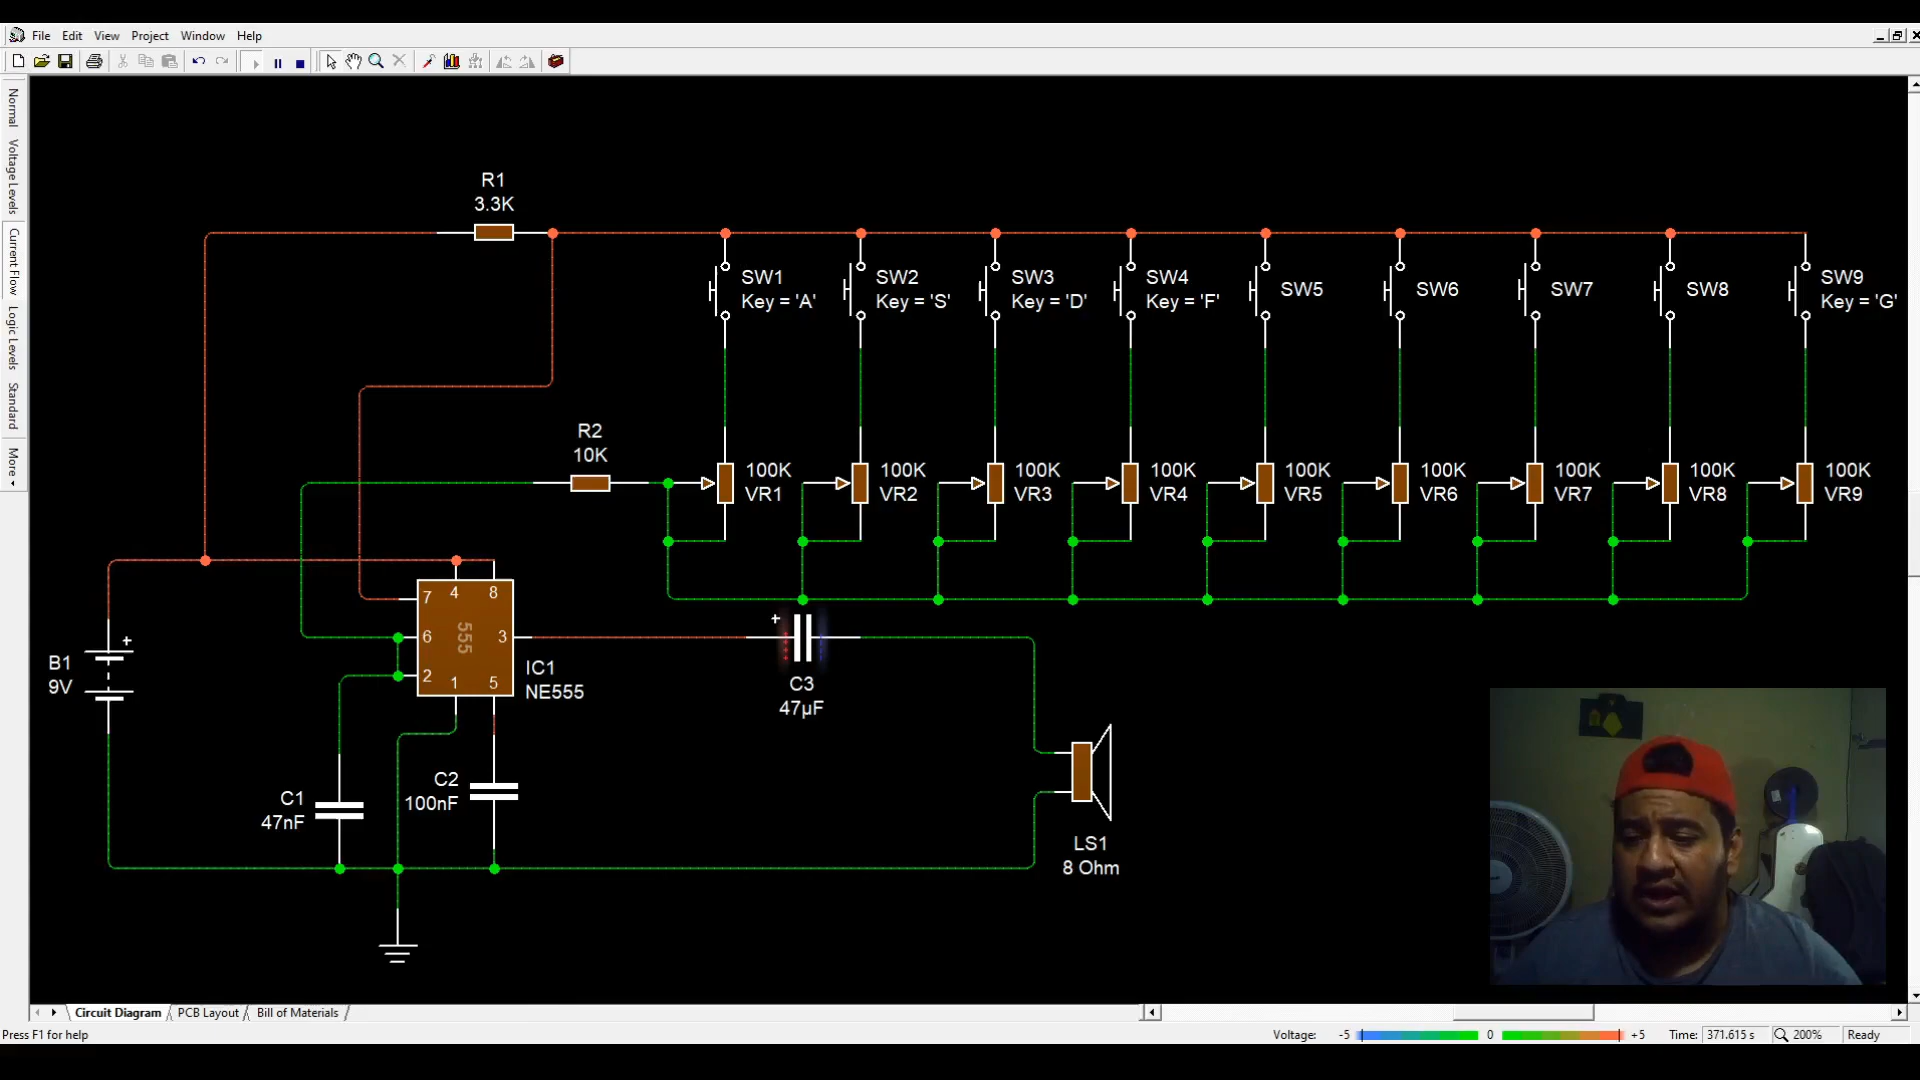 File Edit View Project Window Help
Normal
Voltage Levels
Current Flow
Logic Levels
Standard
More
R1
3.3K
SW1
Key = 'A'
SW2
Key = 'S'
SW3
Key = 'D'
SW4
Key = 'F'
SW5
SW6
SW7
SW8
SW9
Key = 'G'
R2
10K
100K
VR1
100K
VR2
100K
VR3
100K
VR4
100K
VR5
100K
VR6
100K
VR7
100K
VR8
100K
VR9
7 4 8
6 555 3
2 1 5
IC1
NE555
+
B1
9V
+
C3
47µF
C1
47nF
C2
100nF
LS1
8 Ohm
Circuit Diagram PCB Layout Bill of Materials
Press F1 for help
Voltage: -5 0 +5 Time: 371.615 s 200% Ready